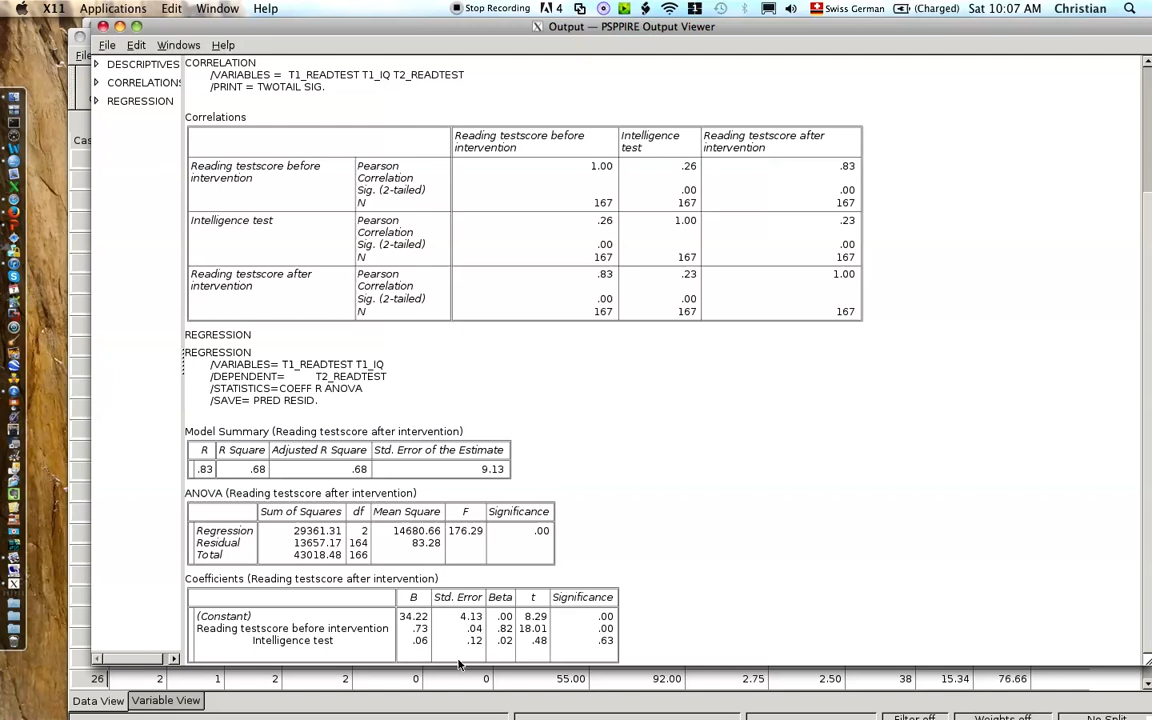 X11 Applications Edit Window Help Stop Recording 4 Swiss German (Charged) Sat 10:07 AM Christian
Output — PSPPIRE Output Viewer
File Edit Windows Help
DESCRIPTIVES
CORRELATIONS
REGRESSION
CORRELATION
/VARIABLES = T1_READTEST T1_IQ T2_READTEST
/PRINT = TWOTAIL SIG.
Correlations
Reading testscore before intervention Intelligence test Reading testscore after intervention
Reading testscore before intervention Pearson Correlation 1.00 .26 .83
Sig. (2-tailed) .00 .00
N 167 167 167
Intelligence test Pearson Correlation .26 1.00 .23
Sig. (2-tailed) .00 .00
N 167 167 167
Reading testscore after intervention Pearson Correlation .83 .23 1.00
Sig. (2-tailed) .00 .00
N 167 167 167
REGRESSION
REGRESSION
/VARIABLES= T1_READTEST T1_IQ
/DEPENDENT= T2_READTEST
/STATISTICS=COEFF R ANOVA
/SAVE= PRED RESID.
Model Summary (Reading testscore after intervention)
R R Square Adjusted R Square Std. Error of the Estimate
.83 .68 .68 9.13
ANOVA (Reading testscore after intervention)
Sum of Squares df Mean Square F Significance
Regression 29361.31 2 14680.66 176.29 .00
Residual 13657.17 164 83.28
Total 43018.48 166
Coefficients (Reading testscore after intervention)
B Std. Error Beta t Significance
(Constant) 34.22 4.13 .00 8.29 .00
Reading testscore before intervention .73 .04 .82 18.01 .00
Intelligence test .06 .12 .02 .48 .63
26 2 1 2 2 0 0 55.00 92.00 2.75 2.50 38 15.34 76.66
Data View Variable View
Filter off Weights off No Split